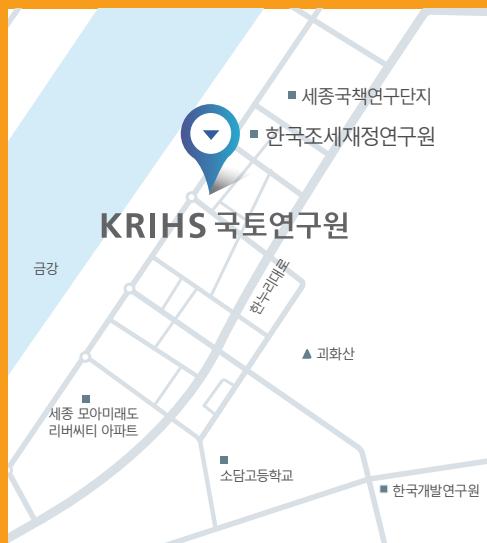 세종국책연구단지
한국조세재정연구원
KRIHS 국토연구원
금강
한누리대로
괴화산
세종 모아미래도
리버씨티 아파트
소담고등학교
한국개발연구원